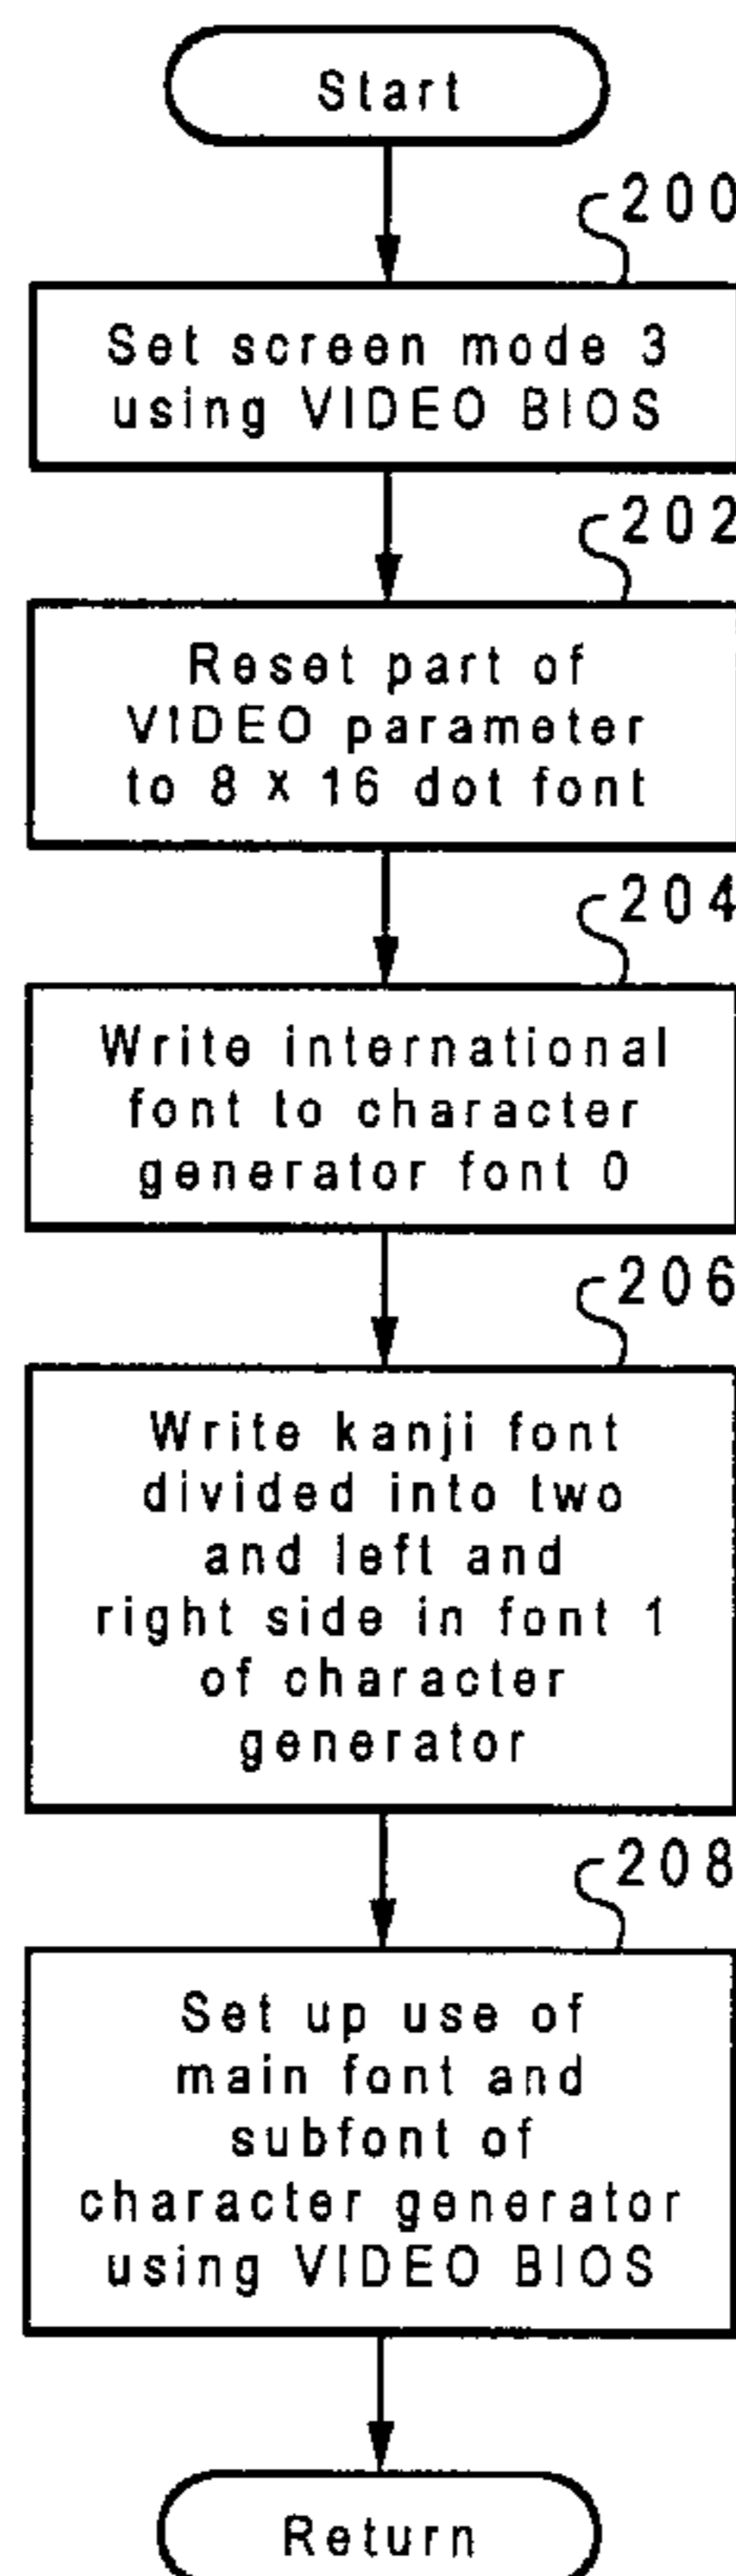 Start
200
Set screen mode 3
using VIDEO BIOS
202
Reset part of
VIDEO parameter
to 8 × 16 dot font
204
Write international
font to character
generator font 0
206
Write kanji font
divided into two
and left and
right side in font 1
of character
generator
208
Set up use of
main font and
subfont of
character generator
using VIDEO BIOS
Return